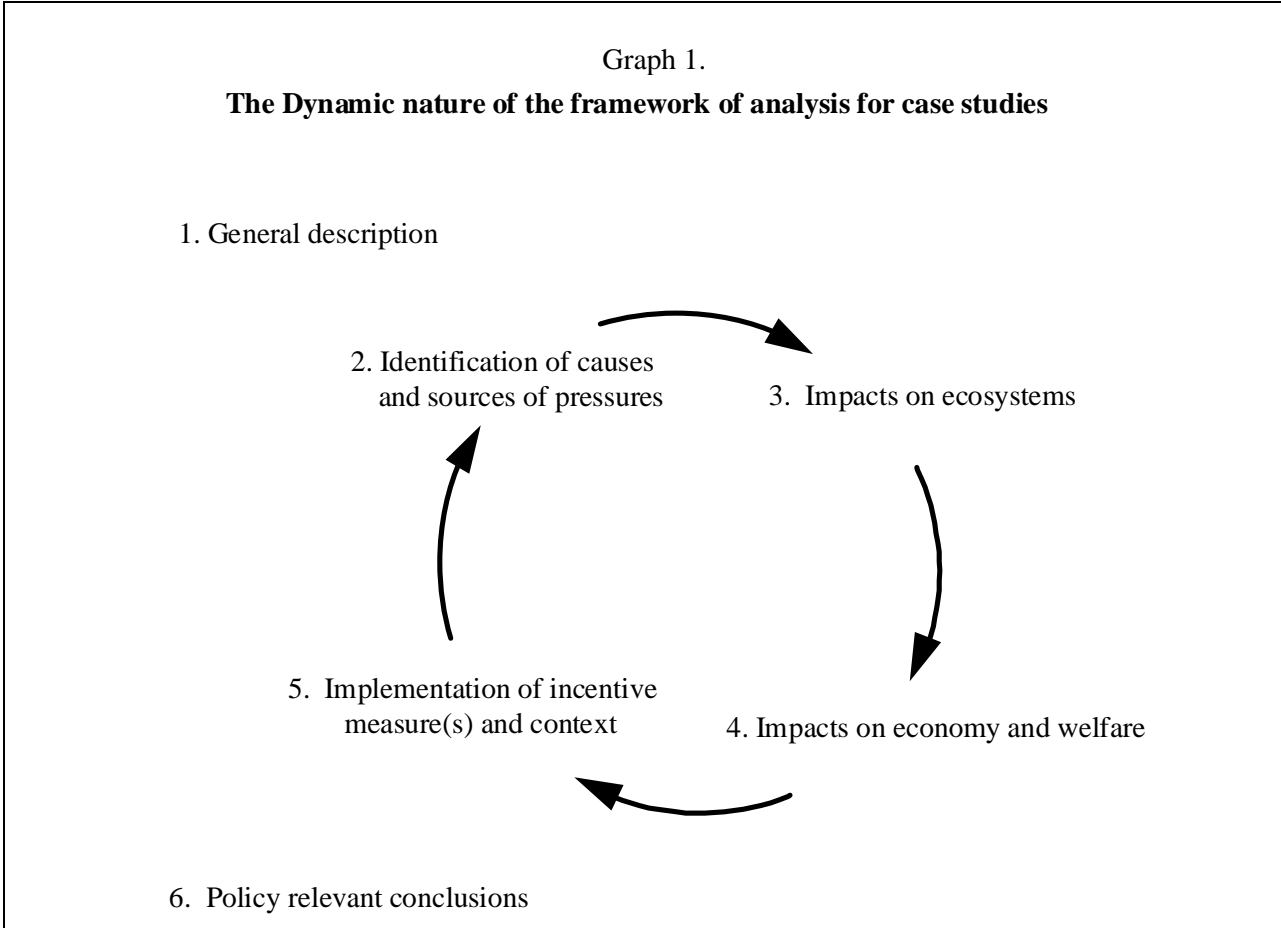 Graph 1.
The Dynamic nature of the framework of analysis for case studies
1. General description
2. Identification of causes
and sources of pressures
3. Impacts on ecosystems
5. Implementation of incentive
measure(s) and context
4. Impacts on economy and welfare
6. Policy relevant conclusions